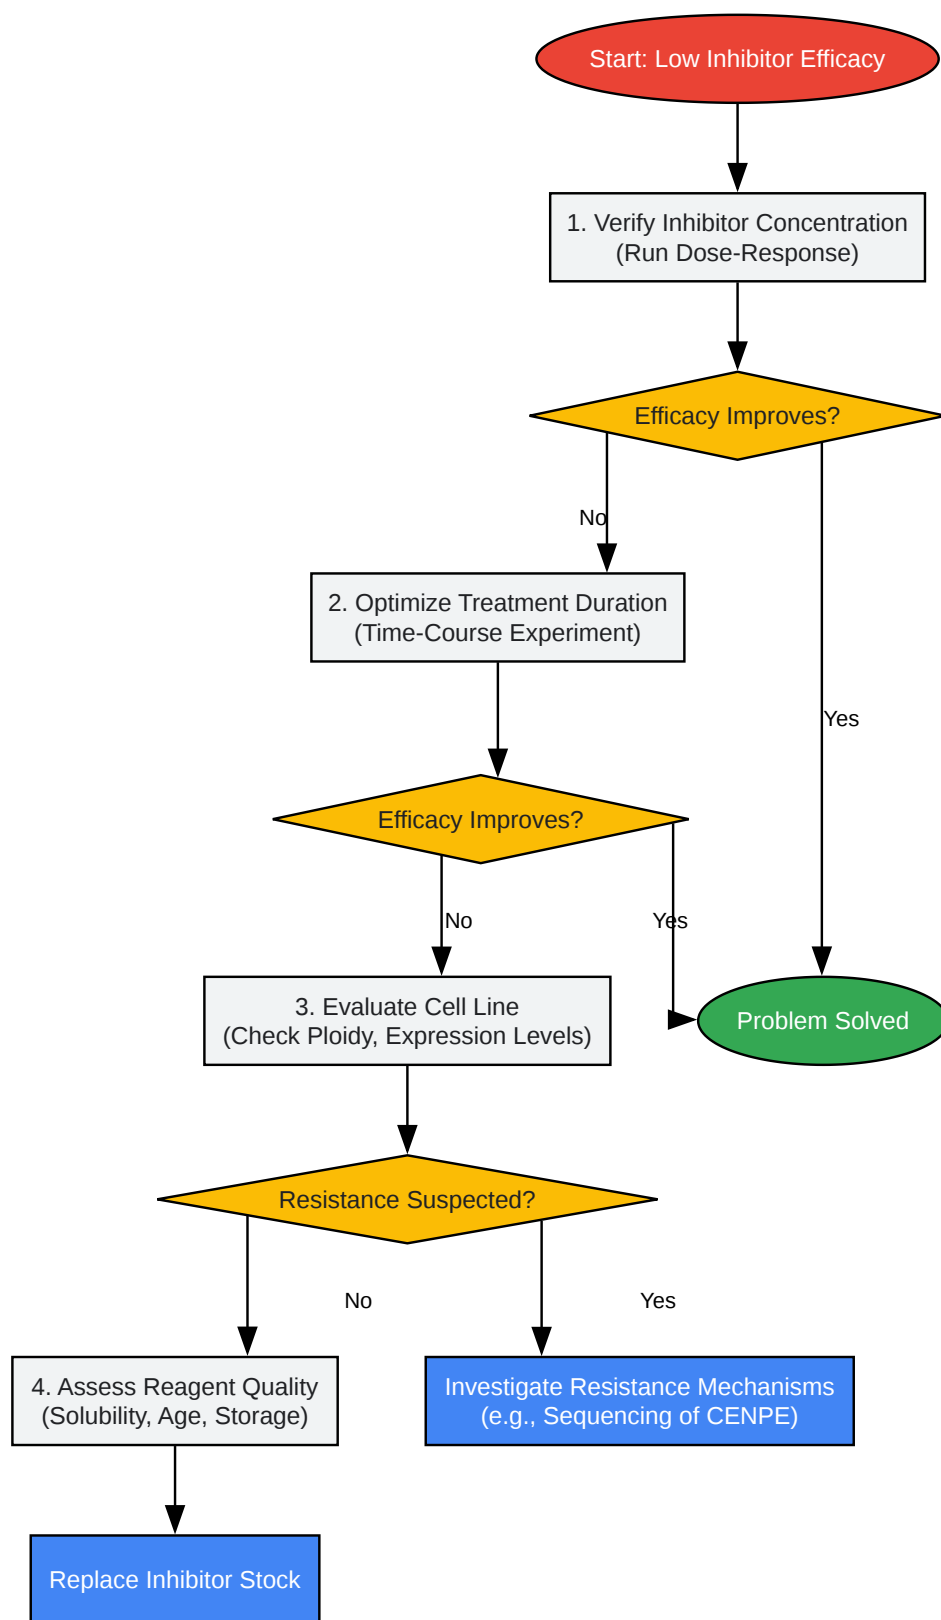 Start: Low Inhibitor Efficacy
1. Verify Inhibitor Concentration
(Run Dose-Response)
Efficacy Improves?
No
2. Optimize Treatment Duration
(Time-Course Experiment)
Yes
Efficacy Improves?
No
Yes
3. Evaluate Cell Line
(Check Ploidy, Expression Levels)
Problem Solved
Resistance Suspected?
No
Yes
4. Assess Reagent Quality
(Solubility, Age, Storage)
Investigate Resistance Mechanisms
(e.g., Sequencing of CENPE)
Replace Inhibitor Stock